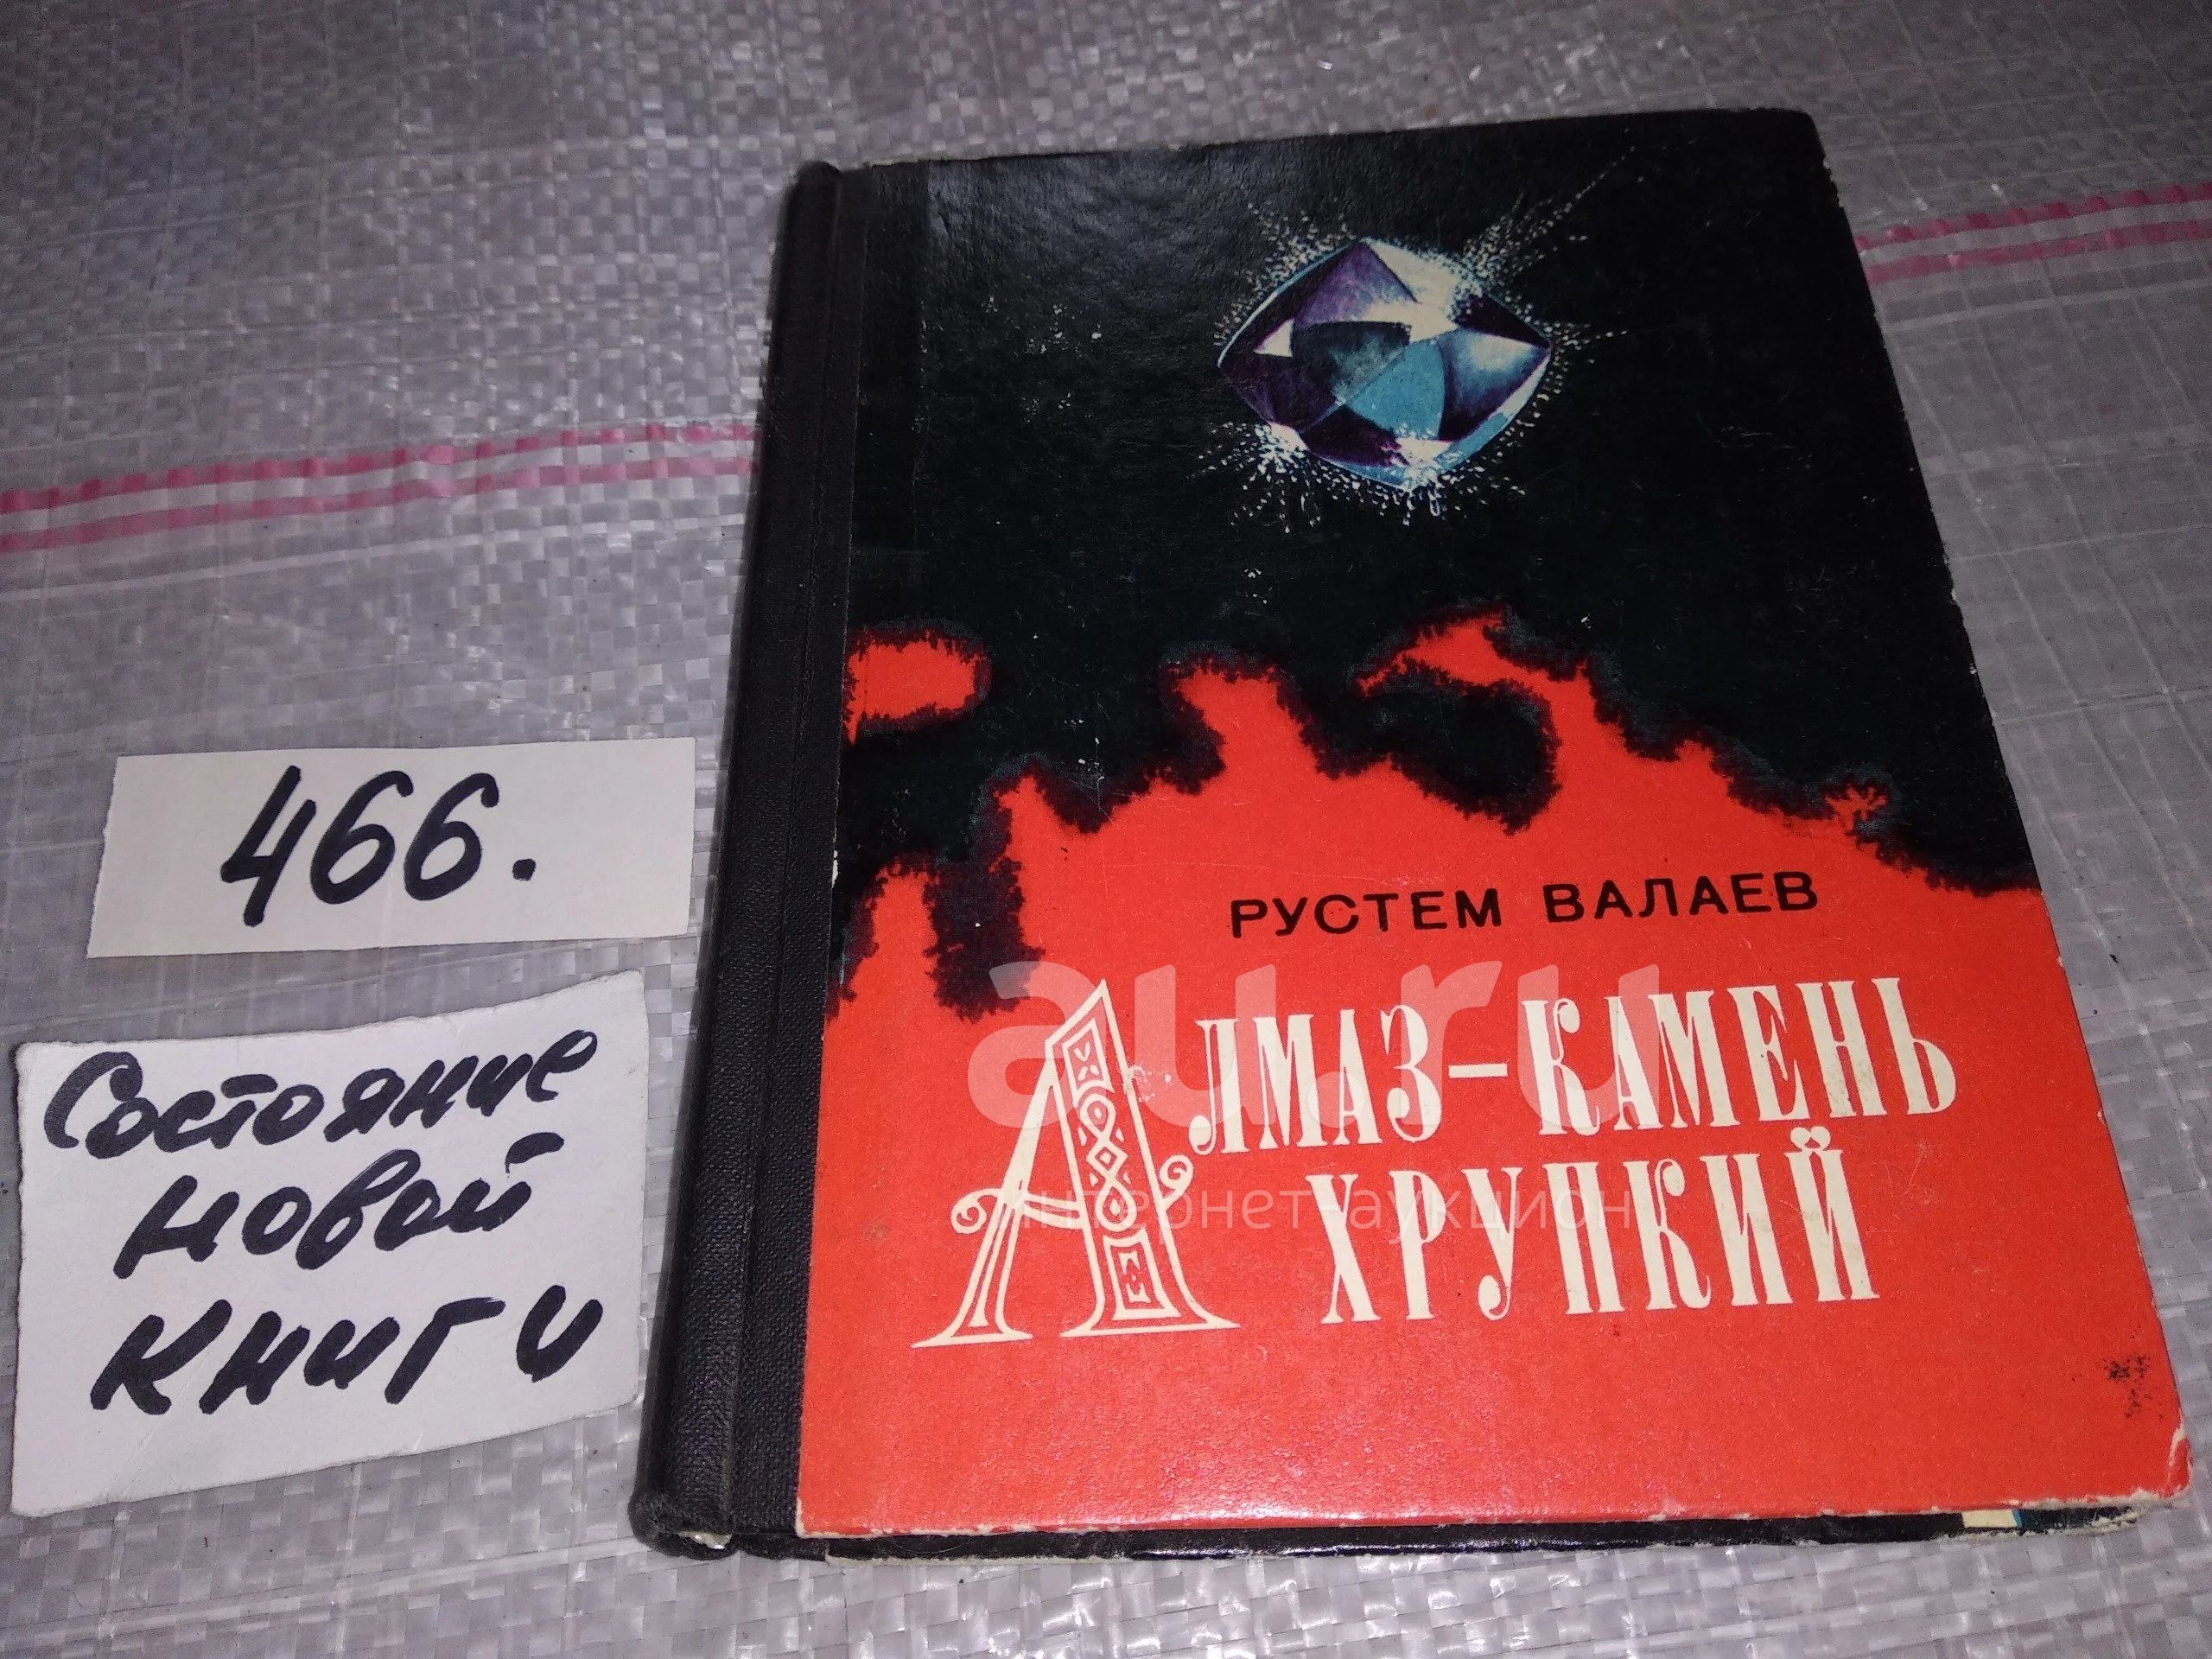 466.
Состояние
новой
книги
РУСТЕМ ВАЛАЕВ
АЛМАЗ-КАМЕНЬ
ХРУПКИЙ
au.ru
интернет-аукцион